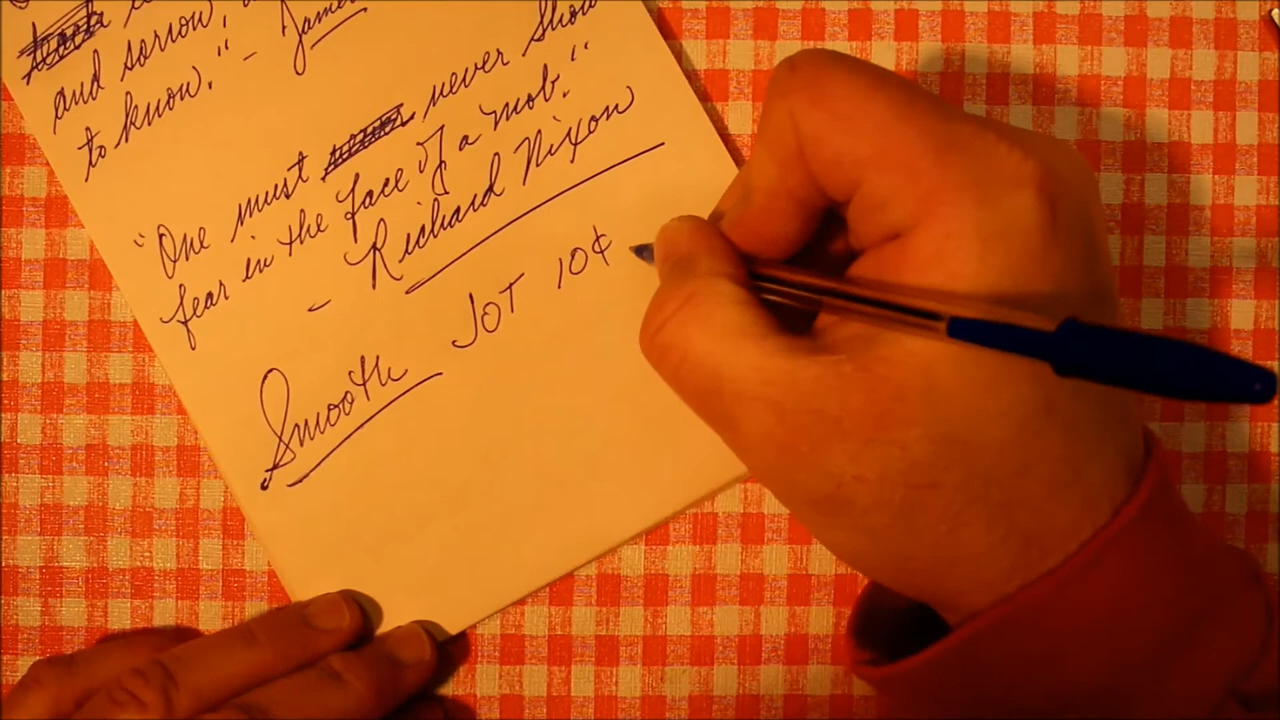 and sorrow,
to know." - James
"One must never show
fear in the face of a mob."
- Richard Nixon
Smooth JOT 10¢